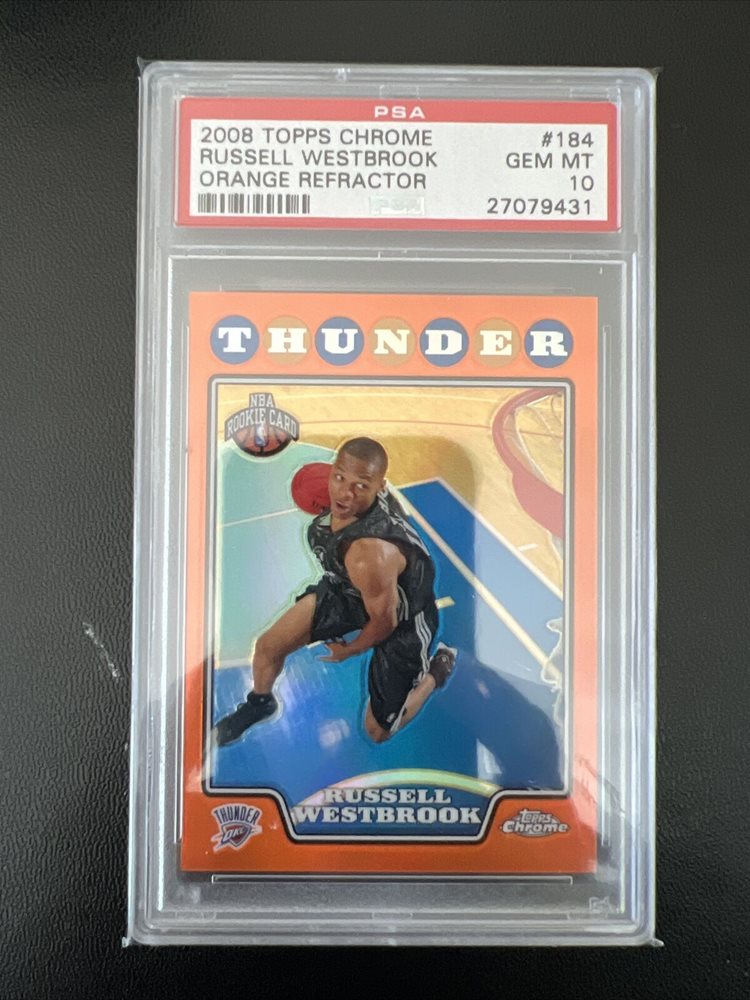 PSA
2008 TOPPS CHROME #184
RUSSELL WESTBROOK GEM MT
ORANGE REFRACTOR 10
27079431
THUNDER
NBA
ROOKIE CARD
RUSSELL
WESTBROOK
THUNDER
OKC
Topps
Chrome